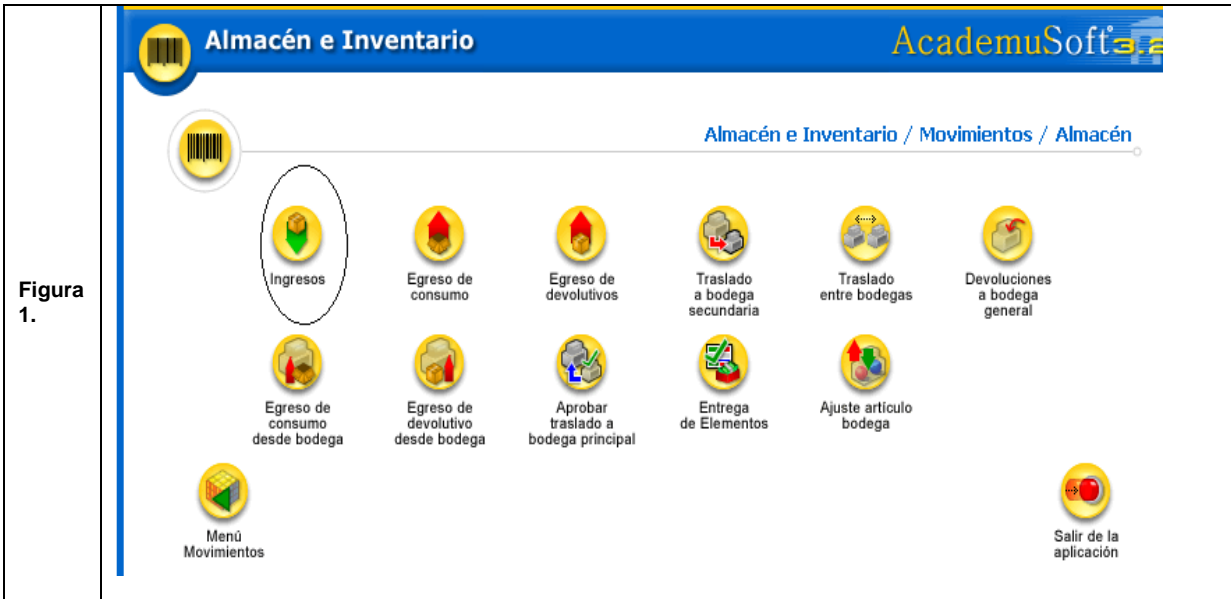 Almacén e Inventario
AcademuSoft 3.2
Almacén e Inventario / Movimientos / Almacén
Figura
1.
Ingresos
Egreso de
consumo
Egreso de
devolutivos
Traslado
a bodega
secundaria
Traslado
entre bodegas
Devoluciones
a bodega
general
Egreso de
consumo
desde bodega
Egreso de
devolutivo
desde bodega
Aprobar
traslado a
bodega principal
Entrega
de Elementos
Ajuste artículo
bodega
Menú
Movimientos
Salir de la
aplicación